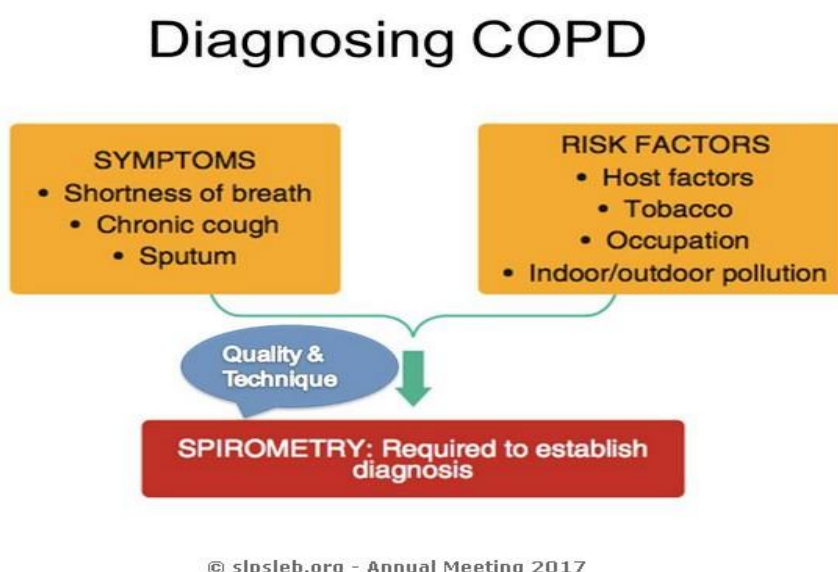 Diagnosing COPD
SYMPTOMS
• Shortness of breath
• Chronic cough
• Sputum
RISK FACTORS
• Host factors
• Tobacco
• Occupation
• Indoor/outdoor pollution
Quality &
Technique
SPIROMETRY: Required to establish
diagnosis
© slpsleb.org - Annual Meeting 2017